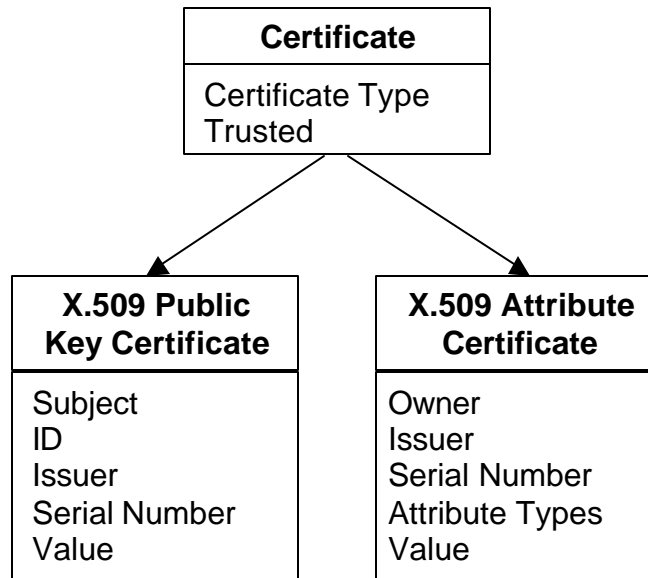 Certificate
Certificate Type
Trusted
X.509 Public
Key Certificate
Subject
ID
Issuer
Serial Number
Value
X.509 Attribute
Certificate
Owner
Issuer
Serial Number
Attribute Types
Value